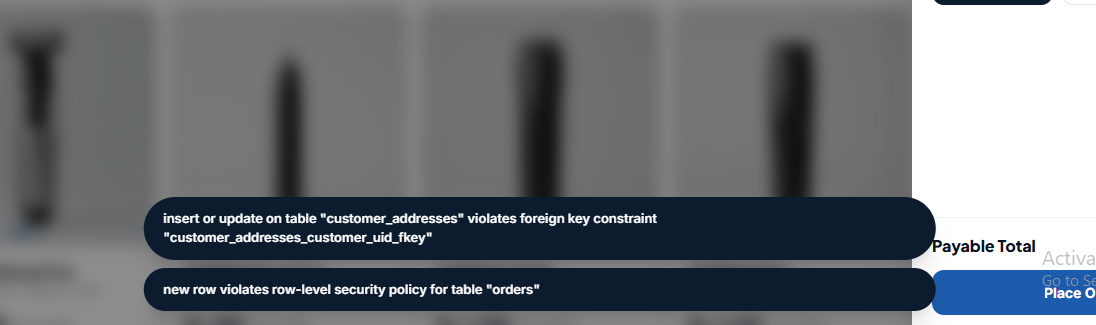 insert or update on table "customer_addresses" violates foreign key constraint
"customer_addresses_customer_uid_fkey"
new row violates row-level security policy for table "orders"
Payable Total
Activa
Go to Se
Place O